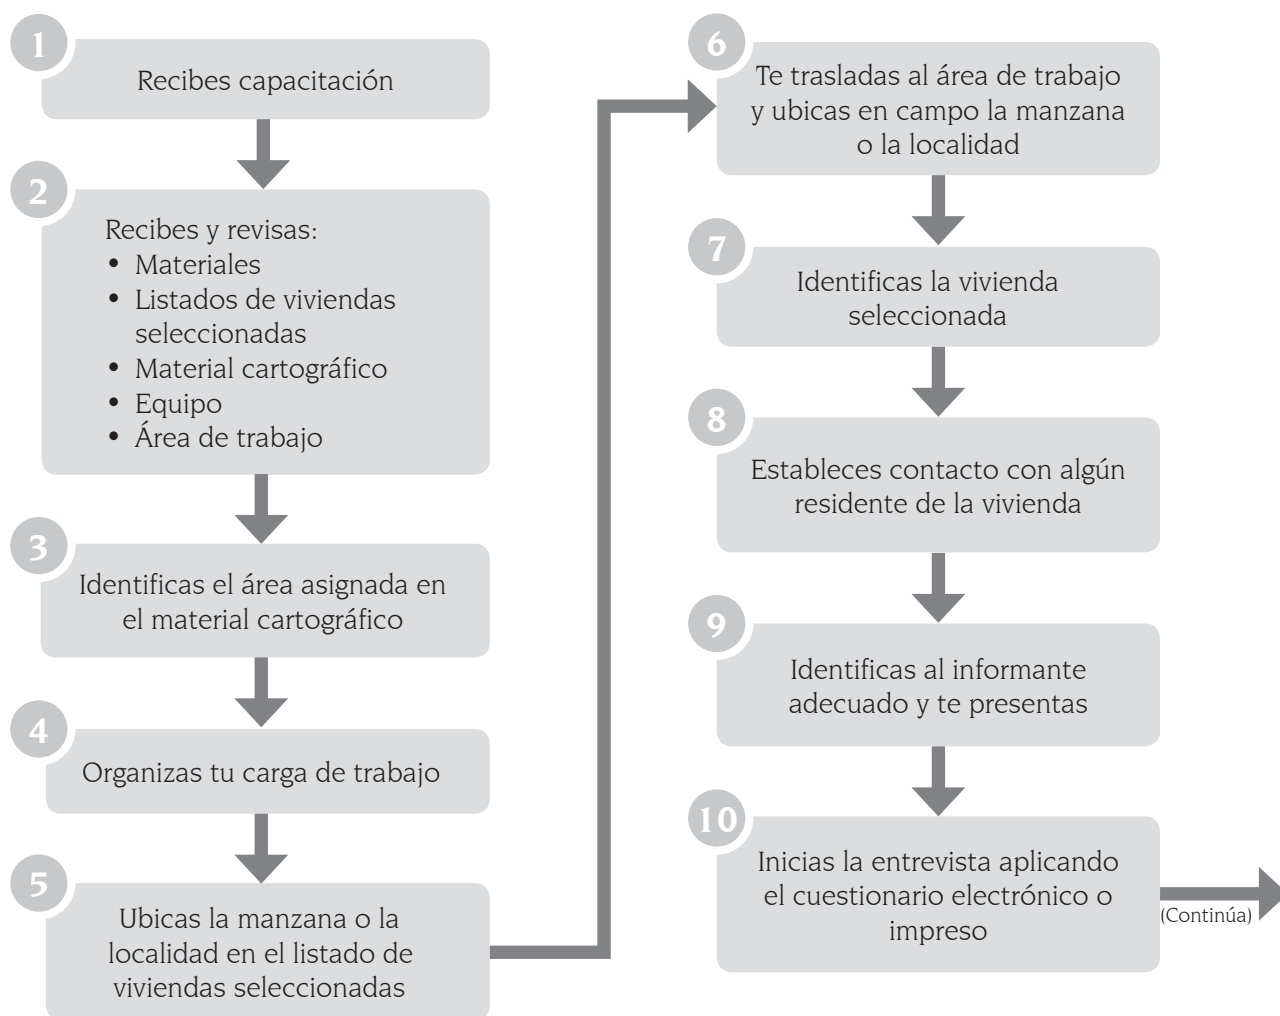 1
Recibes capacitación
2
Recibes y revisas:
• Materiales
• Listados de viviendas
seleccionadas
• Material cartográfico
• Equipo
• Área de trabajo
3
Identificas el área asignada en
el material cartográfico
4
Organizas tu carga de trabajo
5
Ubicas la manzana o la
localidad en el listado de
viviendas seleccionadas
6
Te trasladas al área de trabajo
y ubicas en campo la manzana
o la localidad
7
Identificas la vivienda
seleccionada
8
Estableces contacto con algún
residente de la vivienda
9
Identificas al informante
adecuado y te presentas
10
Inicias la entrevista aplicando
el cuestionario electrónico o
impreso
(Continúa)